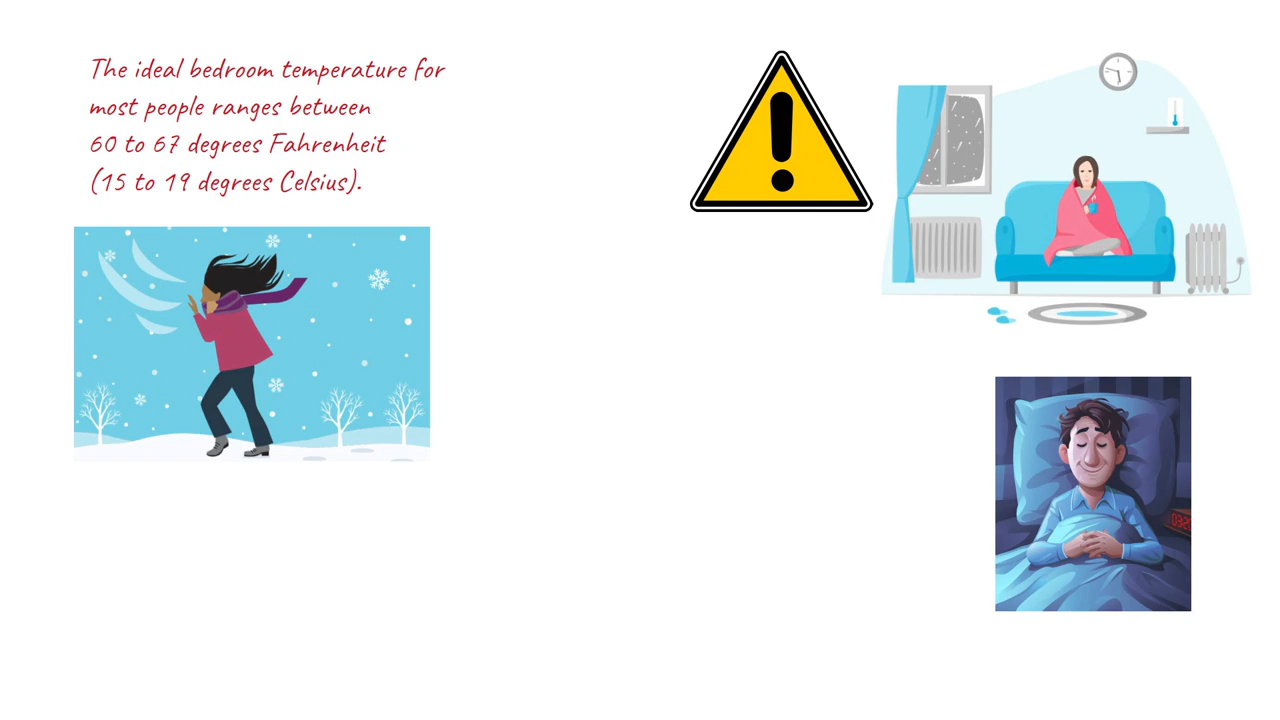 The ideal bedroom temperature for
most people ranges between
60 to 67 degrees Fahrenheit
(15 to 19 degrees Celsius).